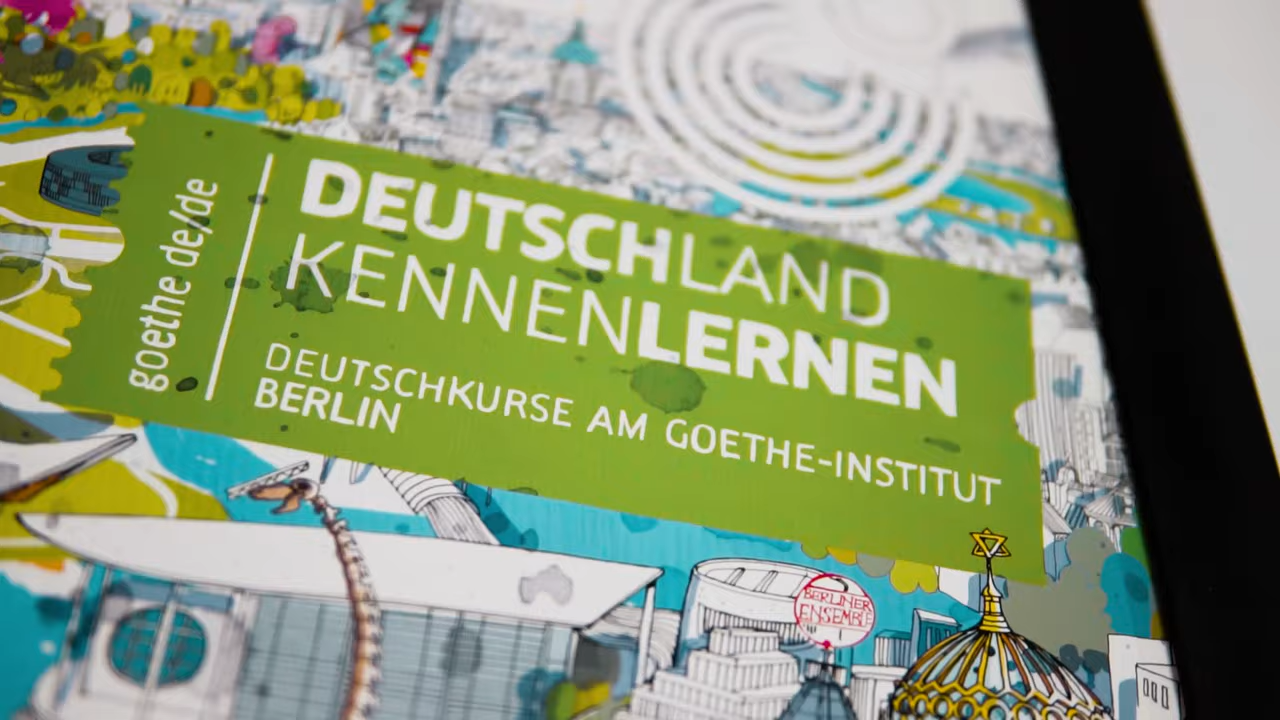 goethe de/de
DEUTSCHLAND
KENNENLERNEN
DEUTSCHKURSE AM GOETHE-INSTITUT
BERLIN
BERLINER
ENSEMBLE